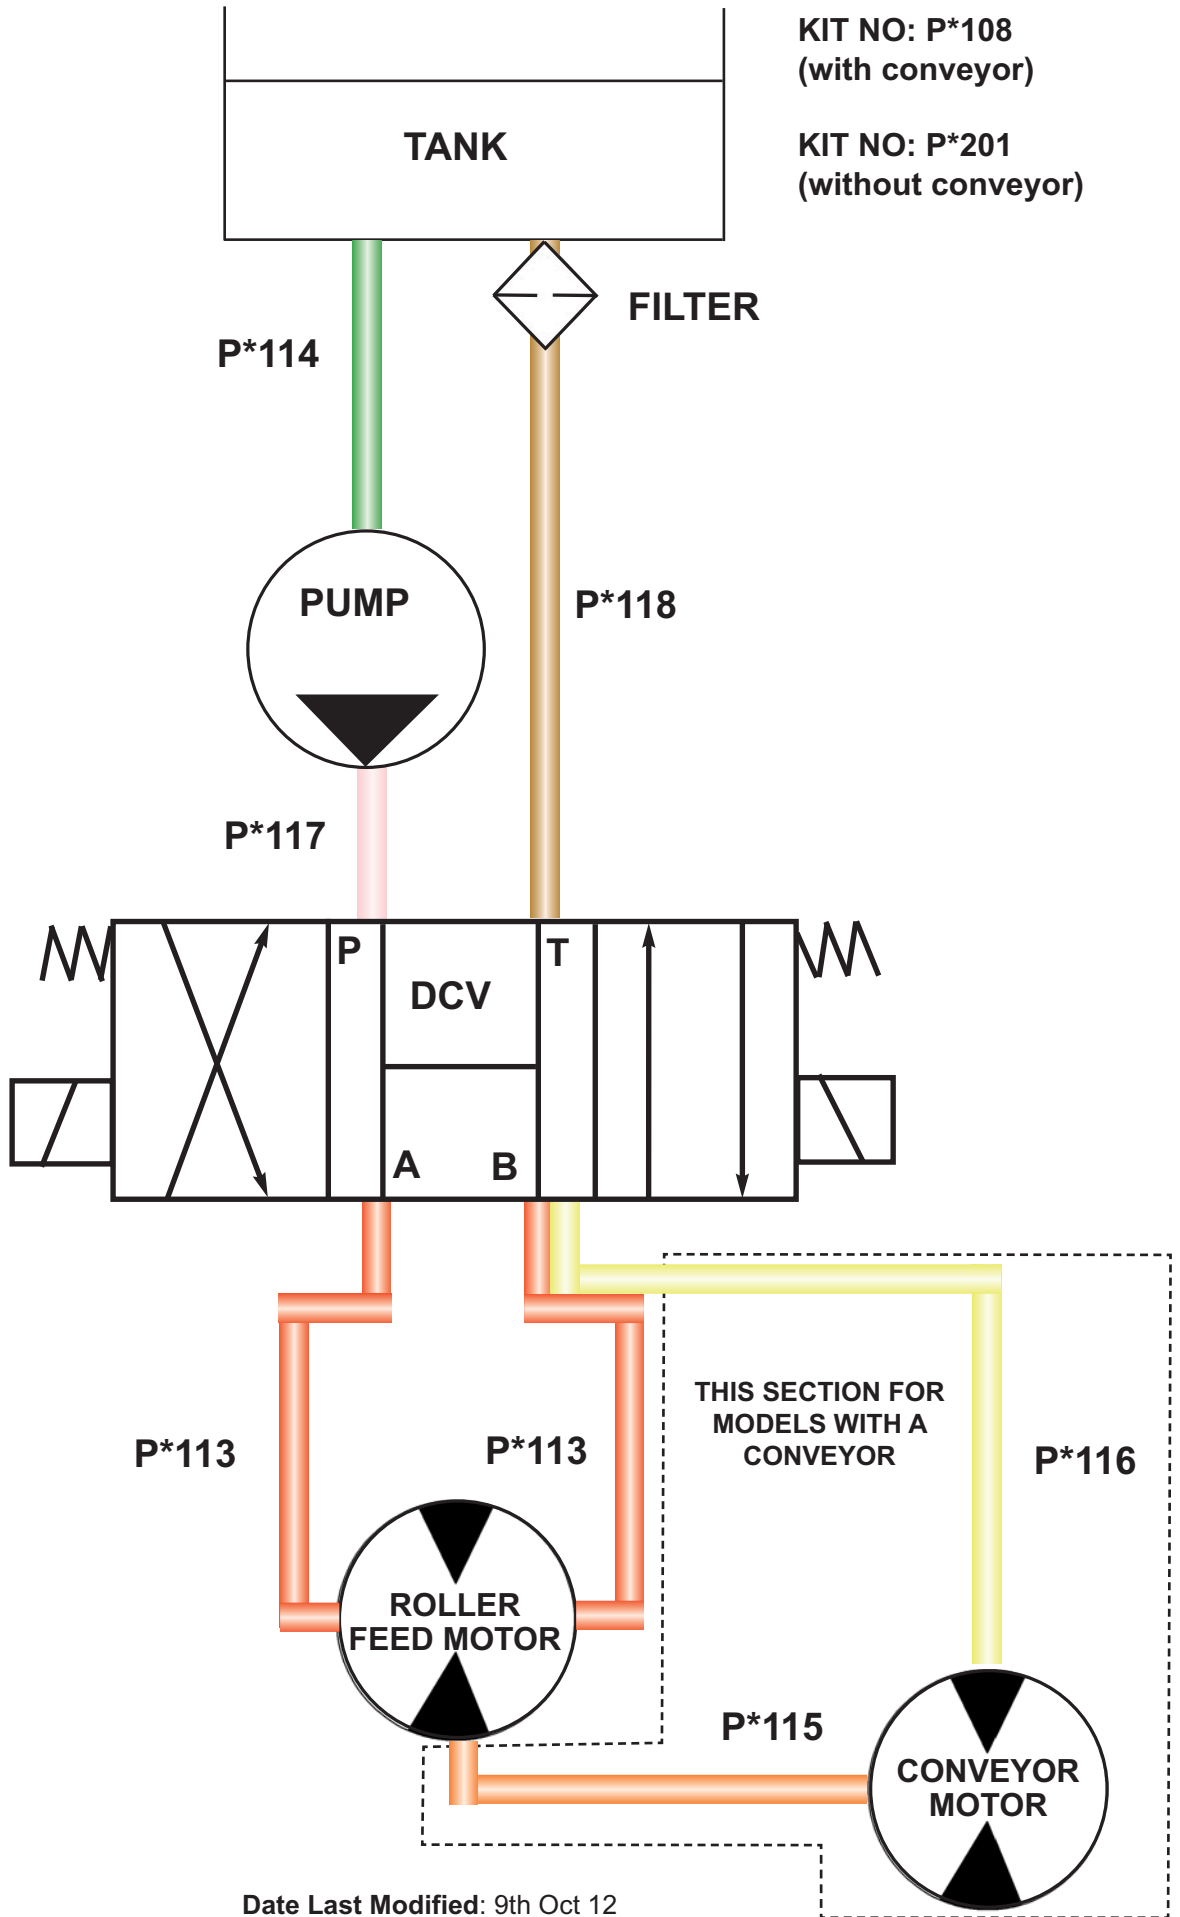 KIT NO: P*108
(with conveyor)
KIT NO: P*201
(without conveyor)
TANK
FILTER
P*114
PUMP
P*118
P*117
P
T
DCV
A
B
THIS SECTION FOR
MODELS WITH A
CONVEYOR
P*113
P*113
P*116
ROLLER
FEED MOTOR
P*115
CONVEYOR
MOTOR
Date Last Modified: 9th Oct 12